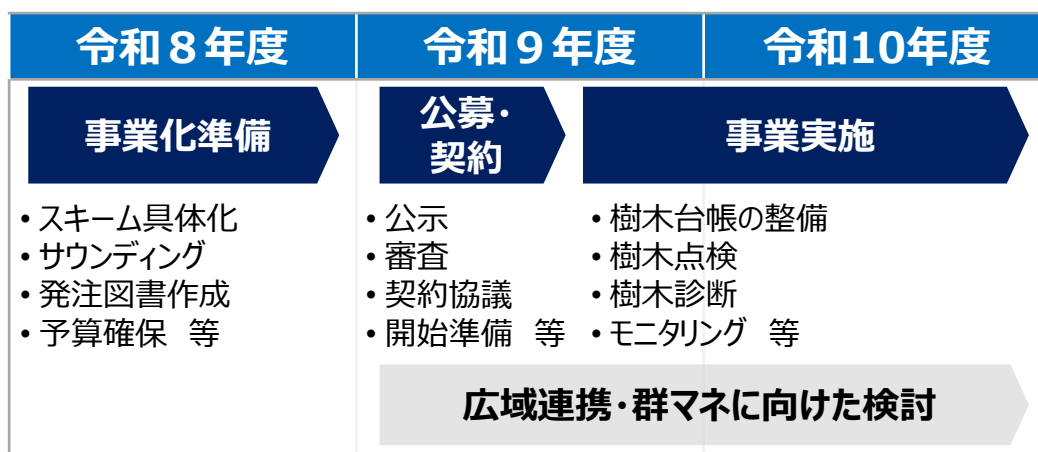 令和８年度
令和９年度
令和10年度
事業化準備
公募・
契約
事業実施
• スキーム具体化
• サウンディング
• 発注図書作成
• 予算確保　等
• 公示
• 審査
• 契約協議
• 開始準備　等
• 樹木台帳の整備
• 樹木点検
• 樹木診断
• モニタリング　等
広域連携・群マネに向けた検討